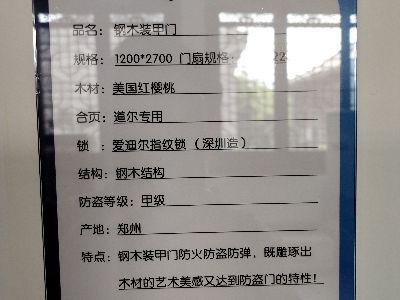 品名：钢木装甲门
规格：1200*2700 门扇规格：
木材：美国红樱桃
合页：道尔专用
锁：爱迪尔指纹锁（深圳造）
结构：钢木结构
防盗等级：甲级
产地：郑州
特点：钢木装甲门防火防盗防弹，既雕琢出
木材的艺术美感又达到防盗门的特性！